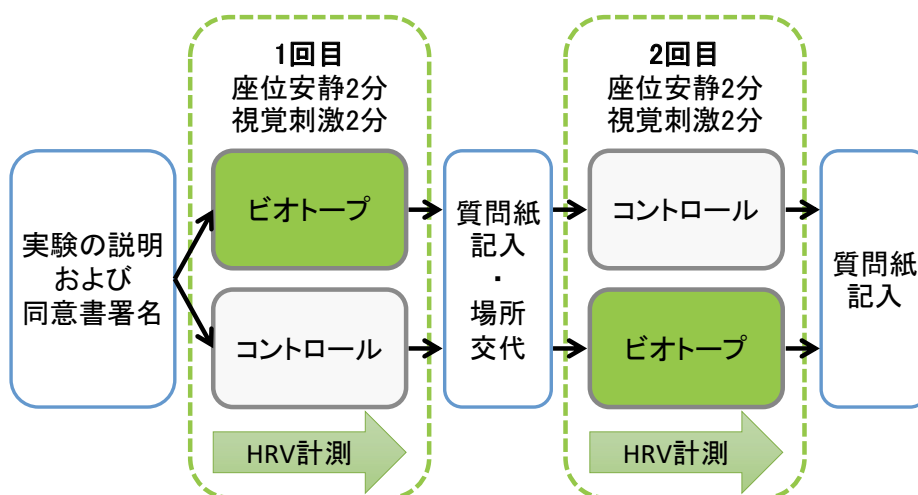 実験の説明
および
同意書署名
1回目
座位安静2分
視覚刺激2分
ビオトープ
コントロール
HRV計測
質問紙
記入
・
場所
交代
2回目
座位安静2分
視覚刺激2分
コントロール
ビオトープ
HRV計測
質問紙
記入